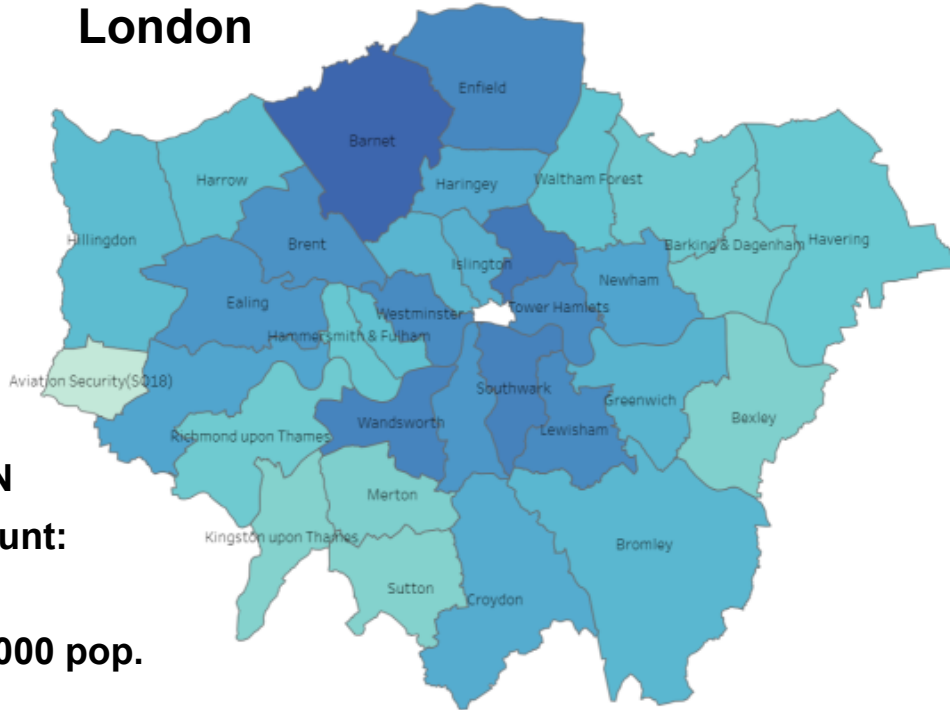 London
Enfield
Barnet
Harrow
Haringey
Waltham Forest
Hillingdon
Brent
Islington
Barking & Dagenham
Havering
Newham
Ealing
Westminster
Tower Hamlets
Hammersmith & Fulham
Aviation Security(SO18)
Southwark
Greenwich
Wandsworth
Lewisham
Bexley
Richmond upon Thames
N
unt:
Merton
Kingston upon Thames
Bromley
Sutton
Croydon
000 pop.